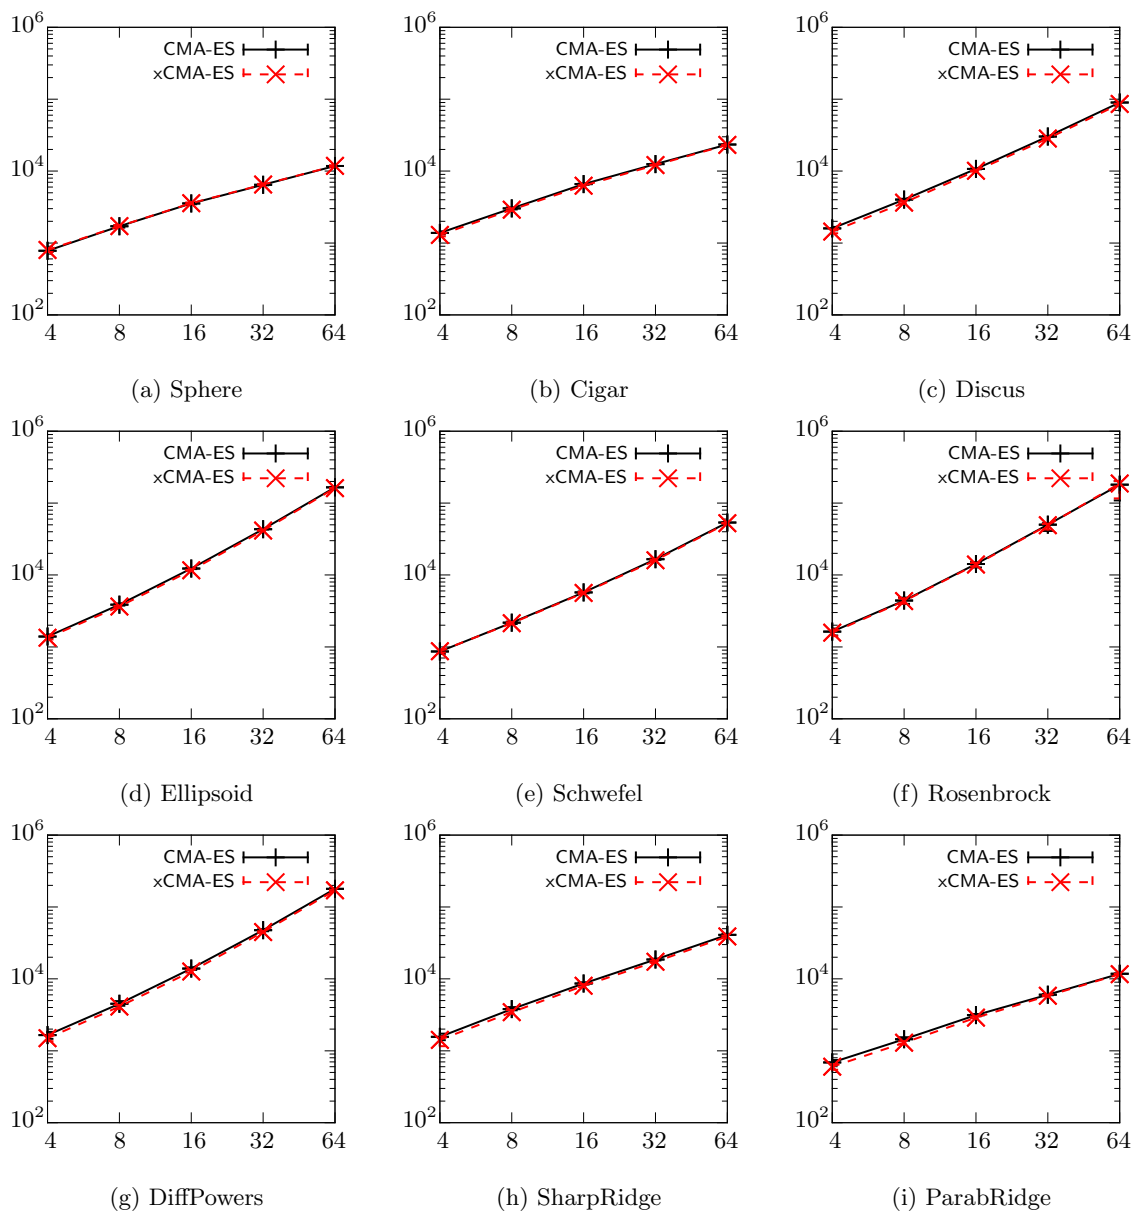 10^6 10^6 10^6
CMA-ES CMA-ES CMA-ES
xCMA-ES xCMA-ES xCMA-ES
10^4 10^4 10^4
10^2 10^2 10^2
4 8 16 32 64 4 8 16 32 64 4 8 16 32 64
(a) Sphere (b) Cigar (c) Discus
10^6 10^6 10^6
CMA-ES CMA-ES CMA-ES
xCMA-ES xCMA-ES xCMA-ES
10^4 10^4 10^4
10^2 10^2 10^2
4 8 16 32 64 4 8 16 32 64 4 8 16 32 64
(d) Ellipsoid (e) Schwefel (f) Rosenbrock
10^6 10^6 10^6
CMA-ES CMA-ES CMA-ES
xCMA-ES xCMA-ES xCMA-ES
10^4 10^4 10^4
10^2 10^2 10^2
4 8 16 32 64 4 8 16 32 64 4 8 16 32 64
(g) DiffPowers (h) SharpRidge (i) ParabRidge